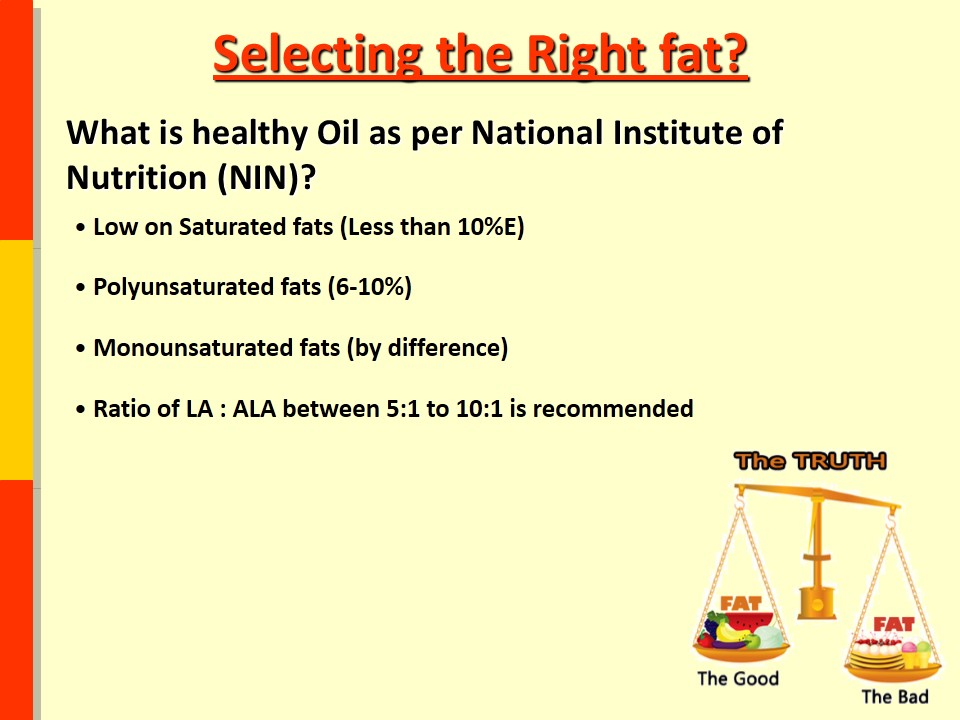 Selecting the Right fat?
What is healthy Oil as per National Institute of
Nutrition (NIN)?
• Low on Saturated fats (Less than 10%E)
• Polyunsaturated fats (6-10%)
• Monounsaturated fats (by difference)
• Ratio of LA : ALA between 5:1 to 10:1 is recommended
The TRUTH
FAT
FAT
The Good
The Bad